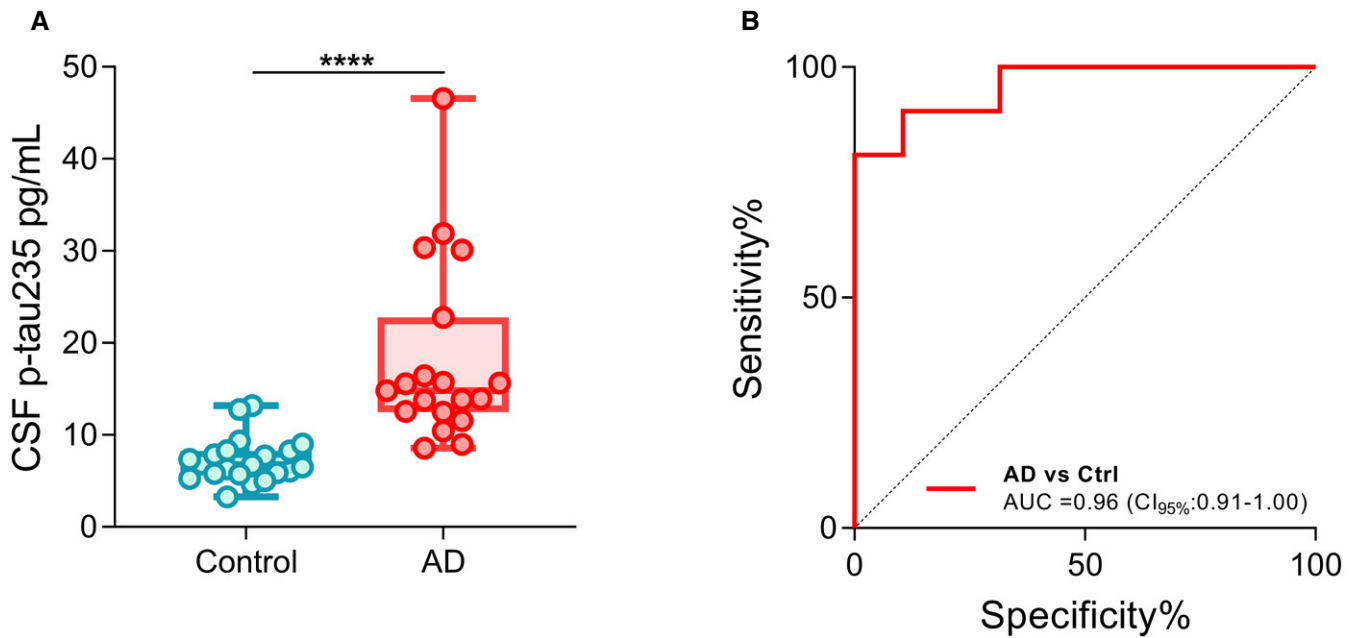 A
B
CSF p-tau235 pg/mL
50
40
30
20
10
0
****
Control
AD
Sensitivity%
100
50
0
AD vs Ctrl
AUC =0.96 (CI95%:0.91-1.00)
0
50
100
Specificity%